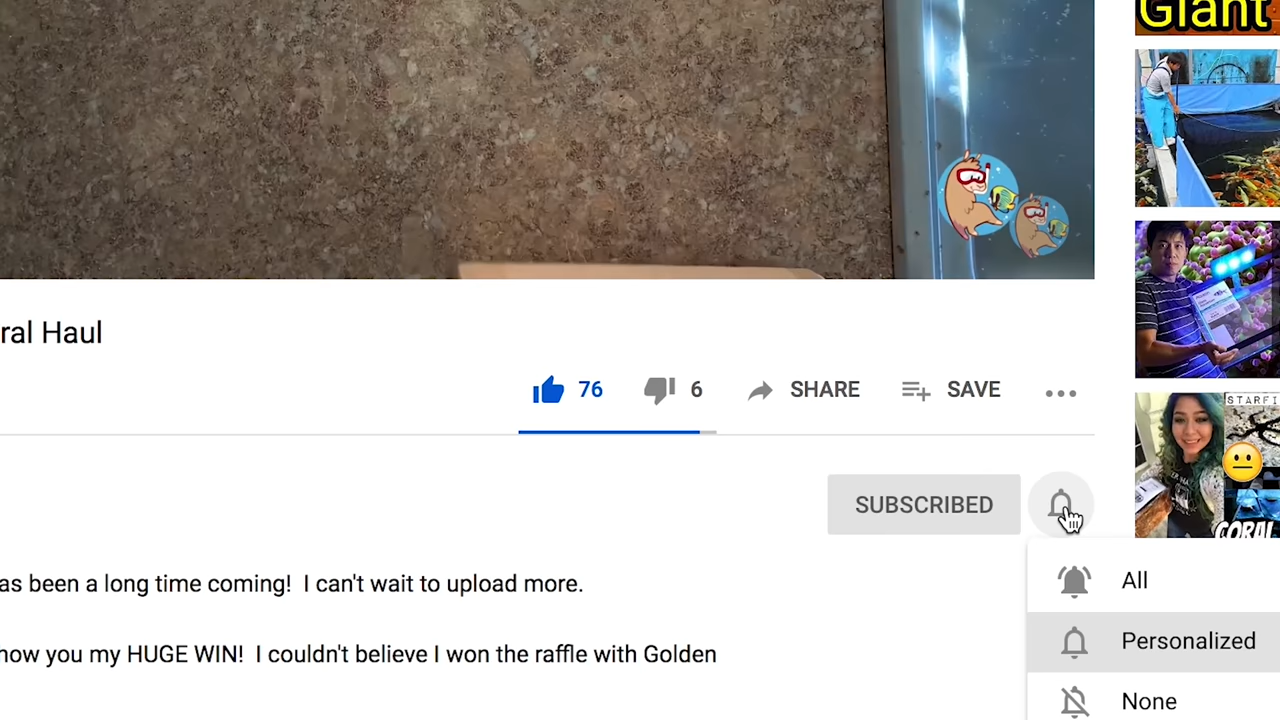 Giant
ral Haul
76 6 SHARE SAVE
STARFI
SUBSCRIBED
CORAL
as been a long time coming! I can't wait to upload more.
All
Personalized
now you my HUGE WIN! I couldn't believe I won the raffle with Golden
None